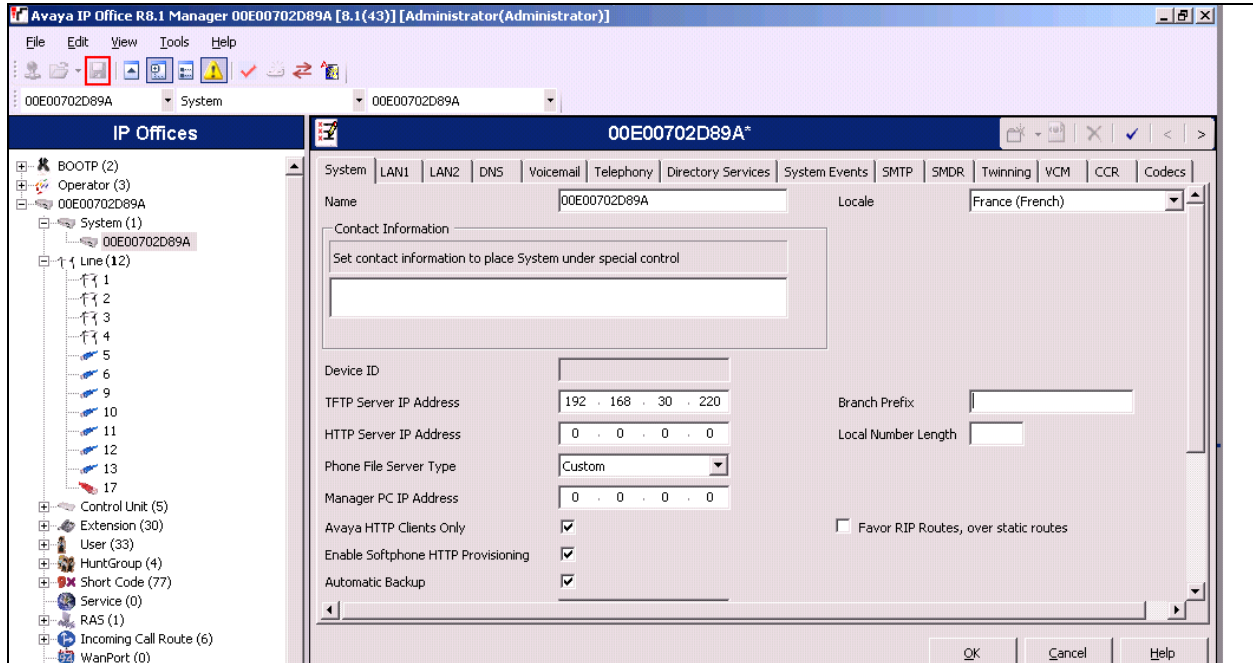 Avaya IP Office R8.1 Manager 00E00702D89A [8.1(43)] [Administrator(Administrator)]
File Edit View Tools Help
00E00702D89A System 00E00702D89A
IP Offices
BOOTP (2)
Operator (3)
00E00702D89A
System (1)
00E00702D89A
Line (12)
1
2
3
4
5
6
9
10
11
12
13
17
Control Unit (5)
Extension (30)
User (33)
HuntGroup (4)
Short Code (77)
Service (0)
RAS (1)
Incoming Call Route (6)
WanPort (0)
00E00702D89A*
System LAN1 LAN2 DNS Voicemail Telephony Directory Services System Events SMTP SMDR Twinning VCM CCR Codecs
Name 00E00702D89A Locale France (French)
Contact Information
Set contact information to place System under special control
Device ID
TFTP Server IP Address 192 . 168 . 30 . 220 Branch Prefix
HTTP Server IP Address 0 . 0 . 0 . 0 Local Number Length
Phone File Server Type Custom
Manager PC IP Address 0 . 0 . 0 . 0
Avaya HTTP Clients Only Favor RIP Routes, over static routes
Enable Softphone HTTP Provisioning
Automatic Backup
OK Cancel Help